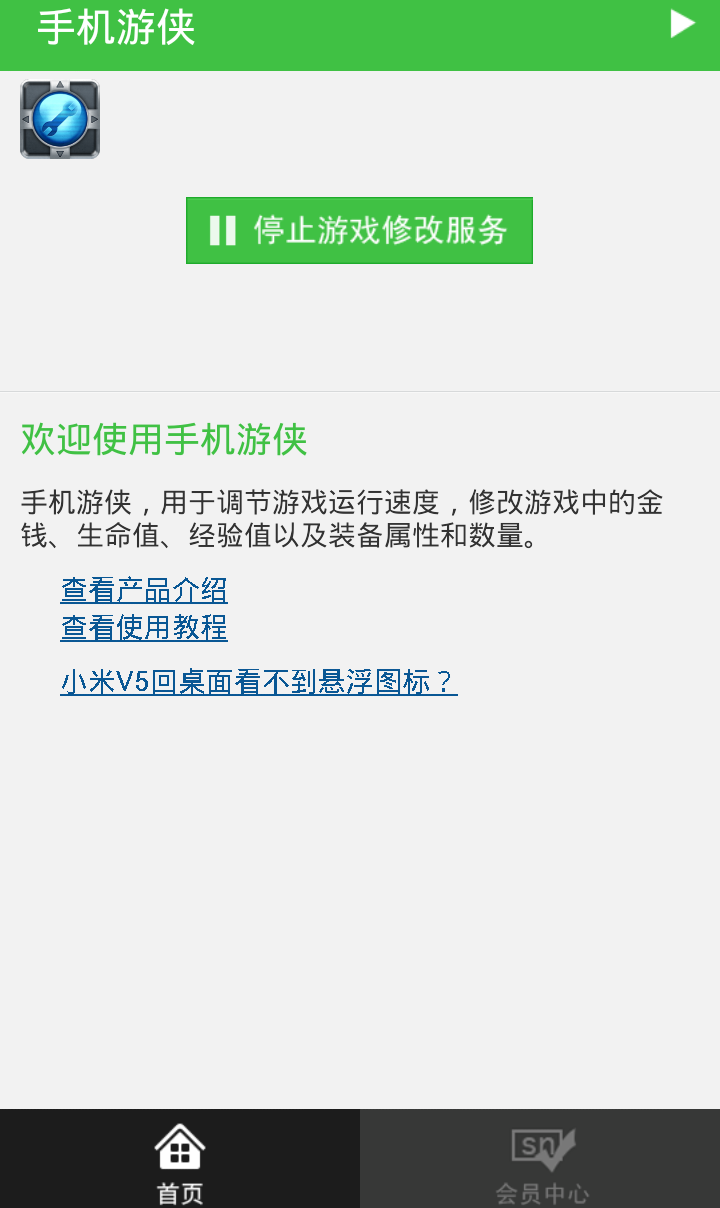 手机游侠
停止游戏修改服务
欢迎使用手机游侠
手机游侠，用于调节游戏运行速度，修改游戏中的金
钱、生命值、经验值以及装备属性和数量。
查看产品介绍
查看使用教程
小米V5回桌面看不到悬浮图标？
sn
首页
会员中心